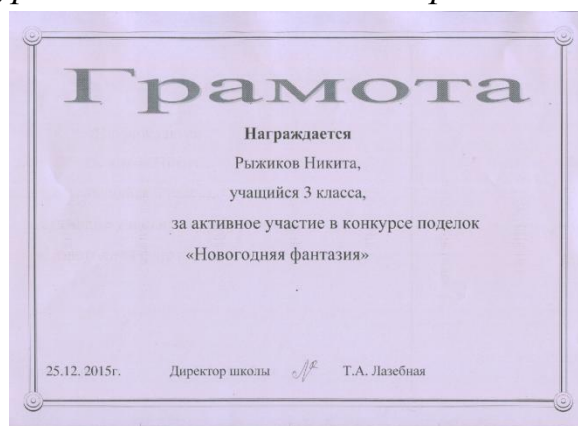 Грамота
Награждается
Рыжиков Никита,
учащийся 3 класса,
за активное участие в конкурсе поделок
«Новогодняя фантазия»
25.12. 2015г. Директор школы Т.А. Лазебная